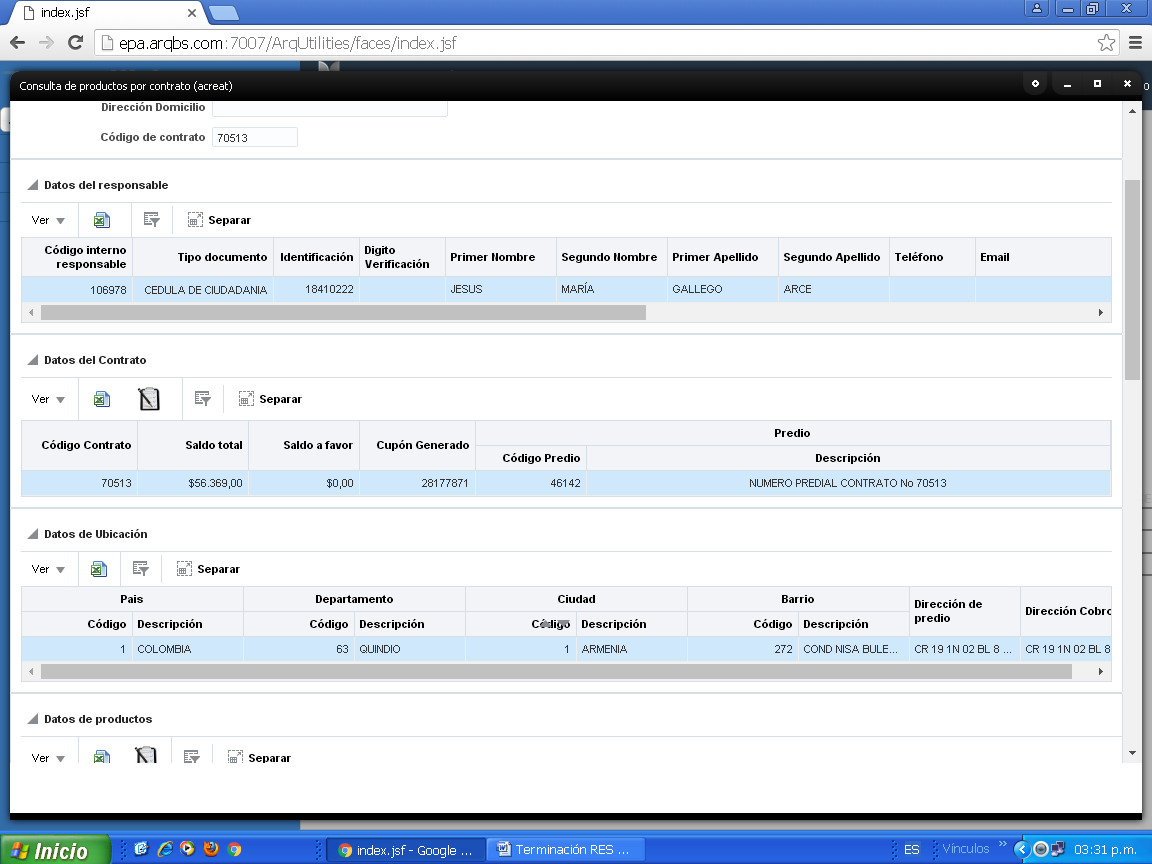 index.jsf
epa.arqbs.com:7007/ArqUtilities/faces/index.jsf
Consulta de productos por contrato (acreat)
Dirección Domicilio
Código de contrato 70513
Datos del responsable
Ver Separar
Código interno responsable Tipo documento Identificación Digito Verificación Primer Nombre Segundo Nombre Primer Apellido Segundo Apellido Teléfono Email
106978 CEDULA DE CIUDADANIA 18410222 JESUS MARÍA GALLEGO ARCE
Datos del Contrato
Ver Separar
Código Contrato Saldo total Saldo a favor Cupón Generado Predio
Código Predio Descripción
70513 $56.369,00 $0,00 28177871 46142 NUMERO PREDIAL CONTRATO No 70513
Datos de Ubicación
Ver Separar
Pais Departamento Ciudad Barrio Dirección de predio Dirección Cobro
Código Descripción Código Descripción Código Descripción Código Descripción
1 COLOMBIA 63 QUINDIO 1 ARMENIA 272 COND NISA BULE... CR 19 1N 02 BL 8 ... CR 19 1N 02 BL 8
Datos de productos
Ver Separar
Inicio index.jsf - Google ... Terminación RES ... ES Vínculos » 03:31 p.m.